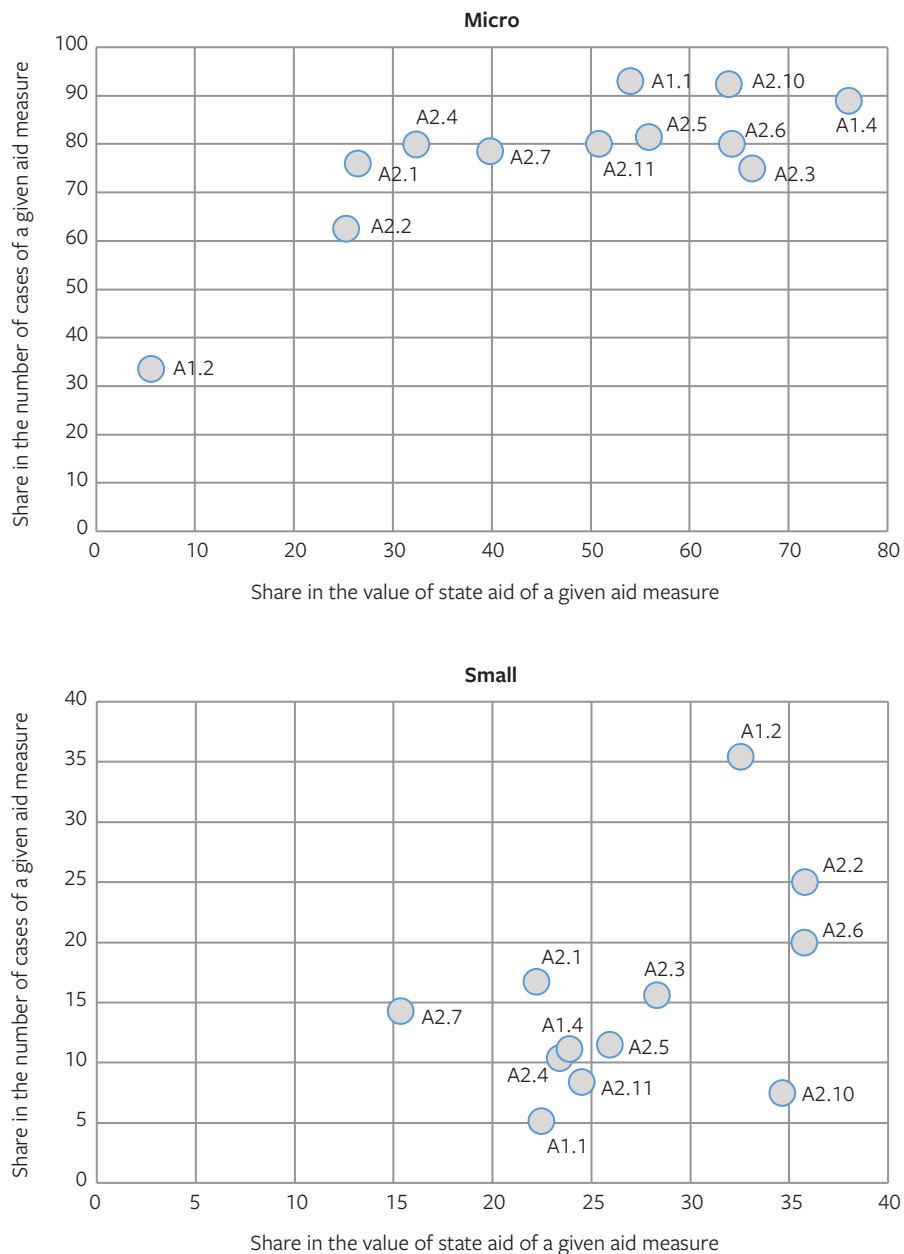 Micro
Share in the number of cases of a given aid measure
100
90
80
70
60
50
40
30
20
10
0
A1.1
A2.10
A1.4
A2.4
A2.5
A2.6
A2.7
A2.11
A2.3
A2.1
A2.2
A1.2
0 10 20 30 40 50 60 70 80
Share in the value of state aid of a given aid measure
Small
Share in the number of cases of a given aid measure
40
35
30
25
20
15
10
5
0
A1.2
A2.2
A2.6
A2.1
A2.3
A2.7
A1.4
A2.5
A2.4
A2.11
A2.10
A1.1
0 5 10 15 20 25 30 35 40
Share in the value of state aid of a given aid measure